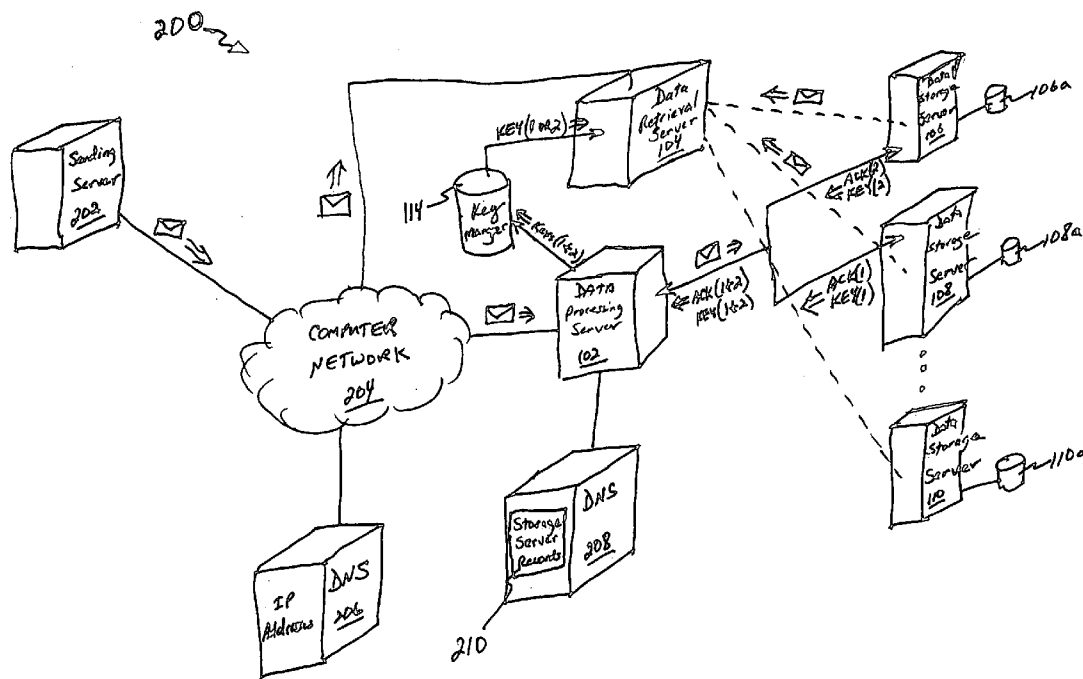 200
Sending
Server
202
KEY(1 OR 2)
Data
Retrieval
Server
104
Data
Storage
Server
106
106a
114
Key
Manger
Keys(1&2)
ACK(2)
KEY(2)
Data
Storage
Server
108
108a
ACK(1)
KEY(1)
ACK(1&2)
KEY(1&2)
DATA
Processing
Server
102
COMPUTER
NETWORK
204
Data
Storage
Server
110
110a
IP
Address
DNS
206
Storage
Server
Records
DNS
208
210